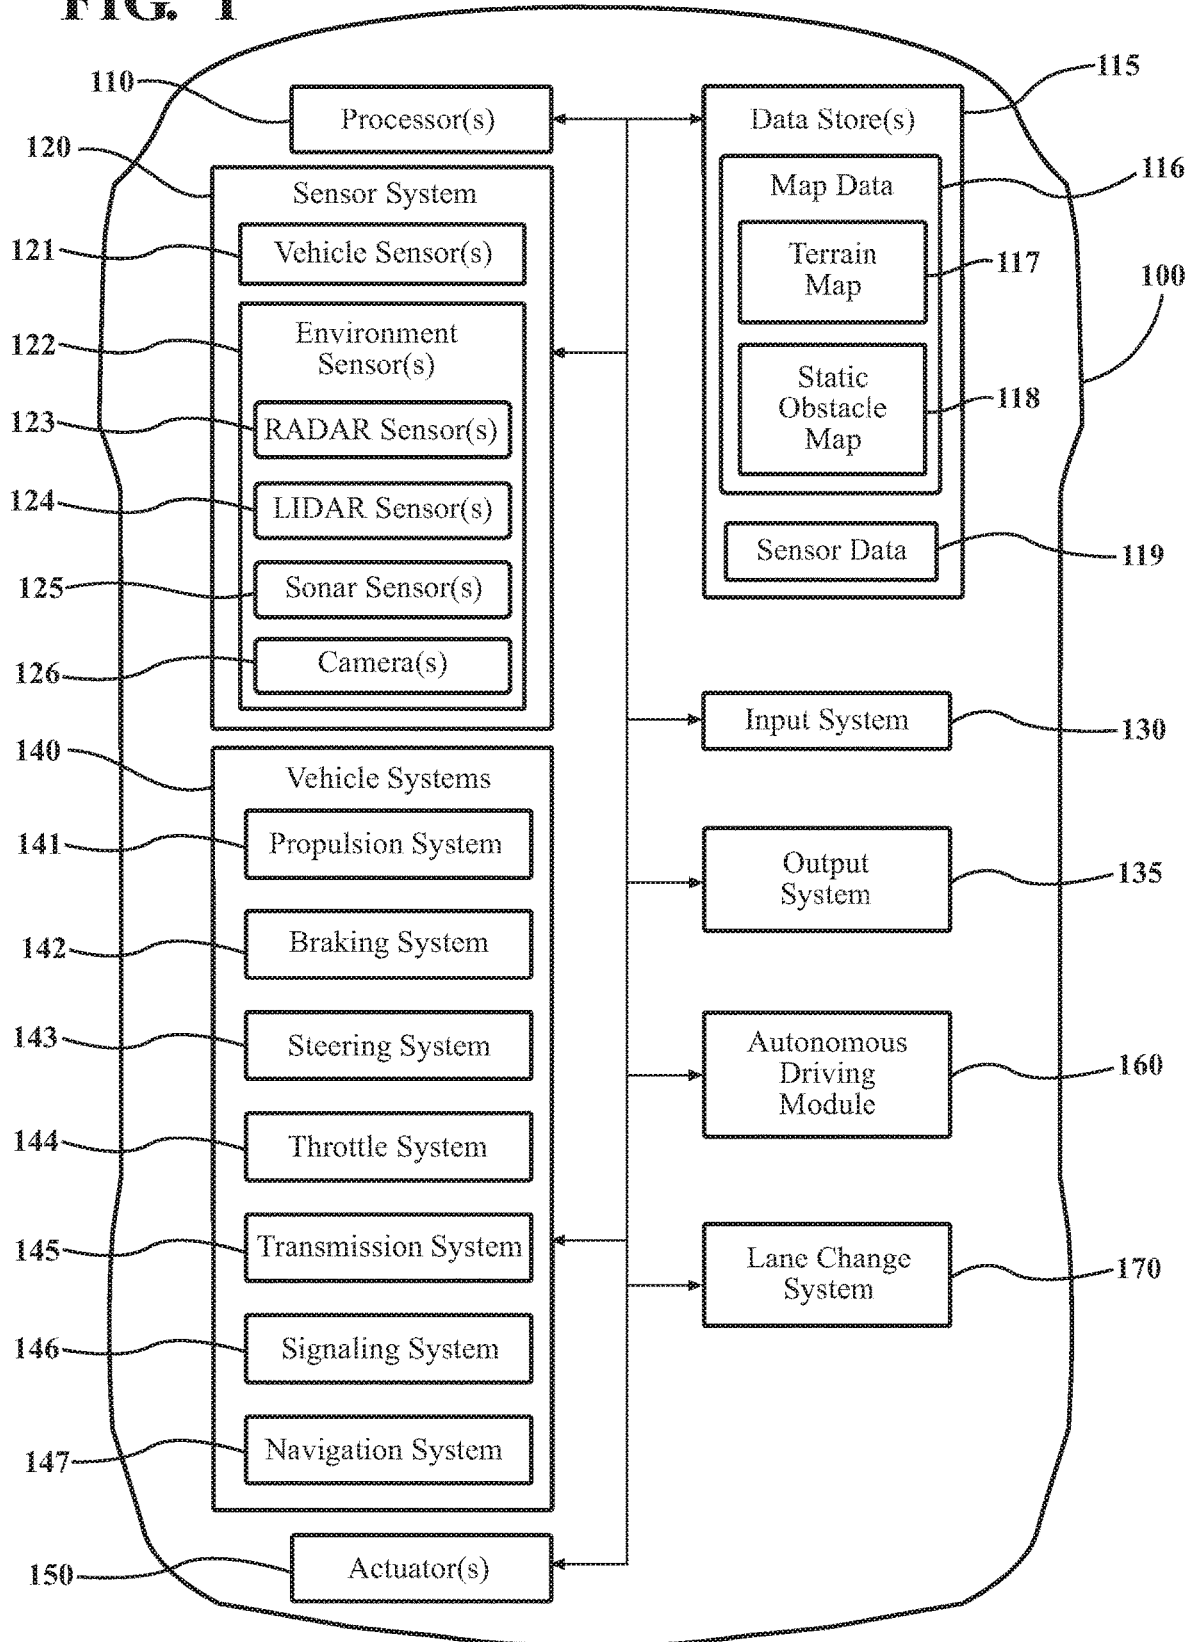 FIG. 1
110
Processor(s)
120
Sensor System
121
Vehicle Sensor(s)
122
Environment
Sensor(s)
123
RADAR Sensor(s)
124
LIDAR Sensor(s)
125
Sonar Sensor(s)
126
Camera(s)
140
Vehicle Systems
141
Propulsion System
142
Braking System
143
Steering System
144
Throttle System
145
Transmission System
146
Signaling System
147
Navigation System
150
Actuator(s)
115
Data Store(s)
116
Map Data
Terrain
Map
117
100
Static
Obstacle
Map
118
Sensor Data
119
Input System
130
Output
System
135
Autonomous
Driving
Module
160
Lane Change
System
170